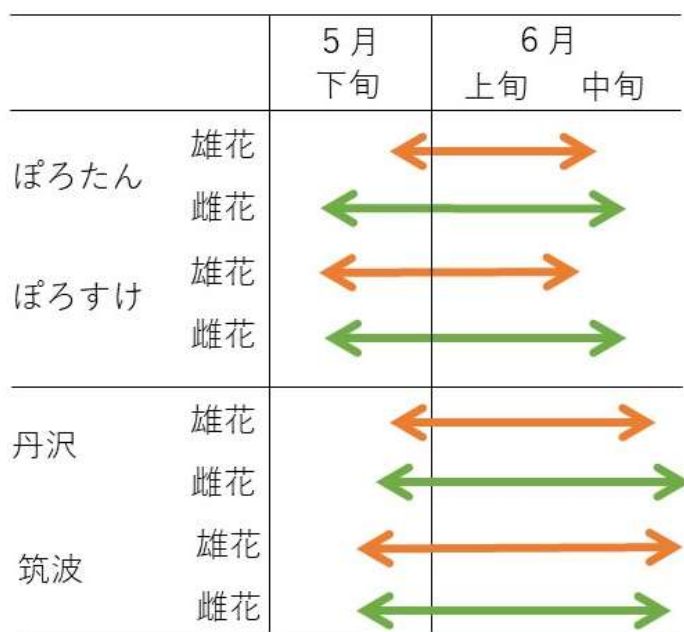 5月 6月
下旬 上旬 中旬
ぽろたん 雄花
雌花
ぽろすけ 雄花
雌花
丹沢 雄花
雌花
筑波 雄花
雌花